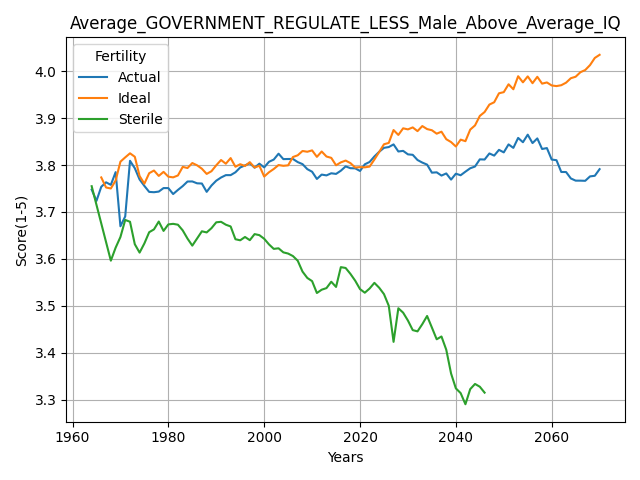 Average_GOVERNMENT_REGULATE_LESS_Male_Above_Average_IQ
Fertility
Actual
Ideal
Sterile
Score(1-5)
4.0
3.9
3.8
3.7
3.6
3.5
3.4
3.3
1960 1980 2000 2020 2040 2060
Years